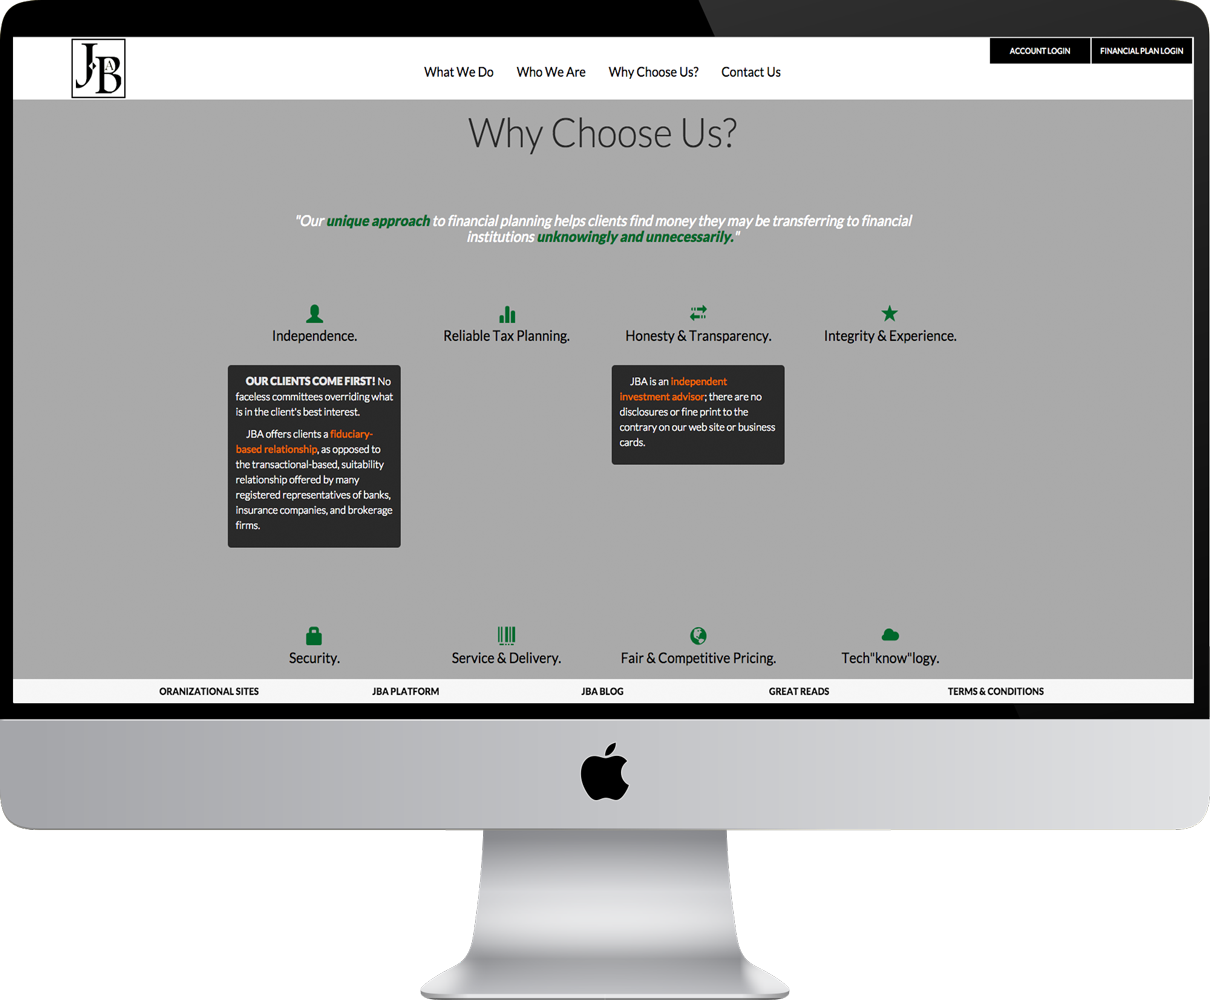 JBA
ACCOUNT LOGIN
FINANCIAL PLAN LOGIN
What We Do
Who We Are
Why Choose Us?
Contact Us
Why Choose Us?
"Our unique approach to financial planning helps clients find money they may be transferring to financial
institutions unknowingly and unnecessarily."
Independence.
Reliable Tax Planning.
Honesty & Transparency.
Integrity & Experience.
OUR CLIENTS COME FIRST! No
faceless committees overriding what
is in the client's best interest.
JBA offers clients a fiduciary-
based relationship, as opposed to
the transactional-based, suitability
relationship offered by many
registered representatives of banks,
insurance companies, and brokerage
firms.
JBA is an independent
investment advisor; there are no
disclosures or fine print to the
contrary on our web site or business
cards.
Security.
Service & Delivery.
Fair & Competitive Pricing.
Tech"know"logy.
ORANIZATIONAL SITES
JBA PLATFORM
JBA BLOG
GREAT READS
TERMS & CONDITIONS